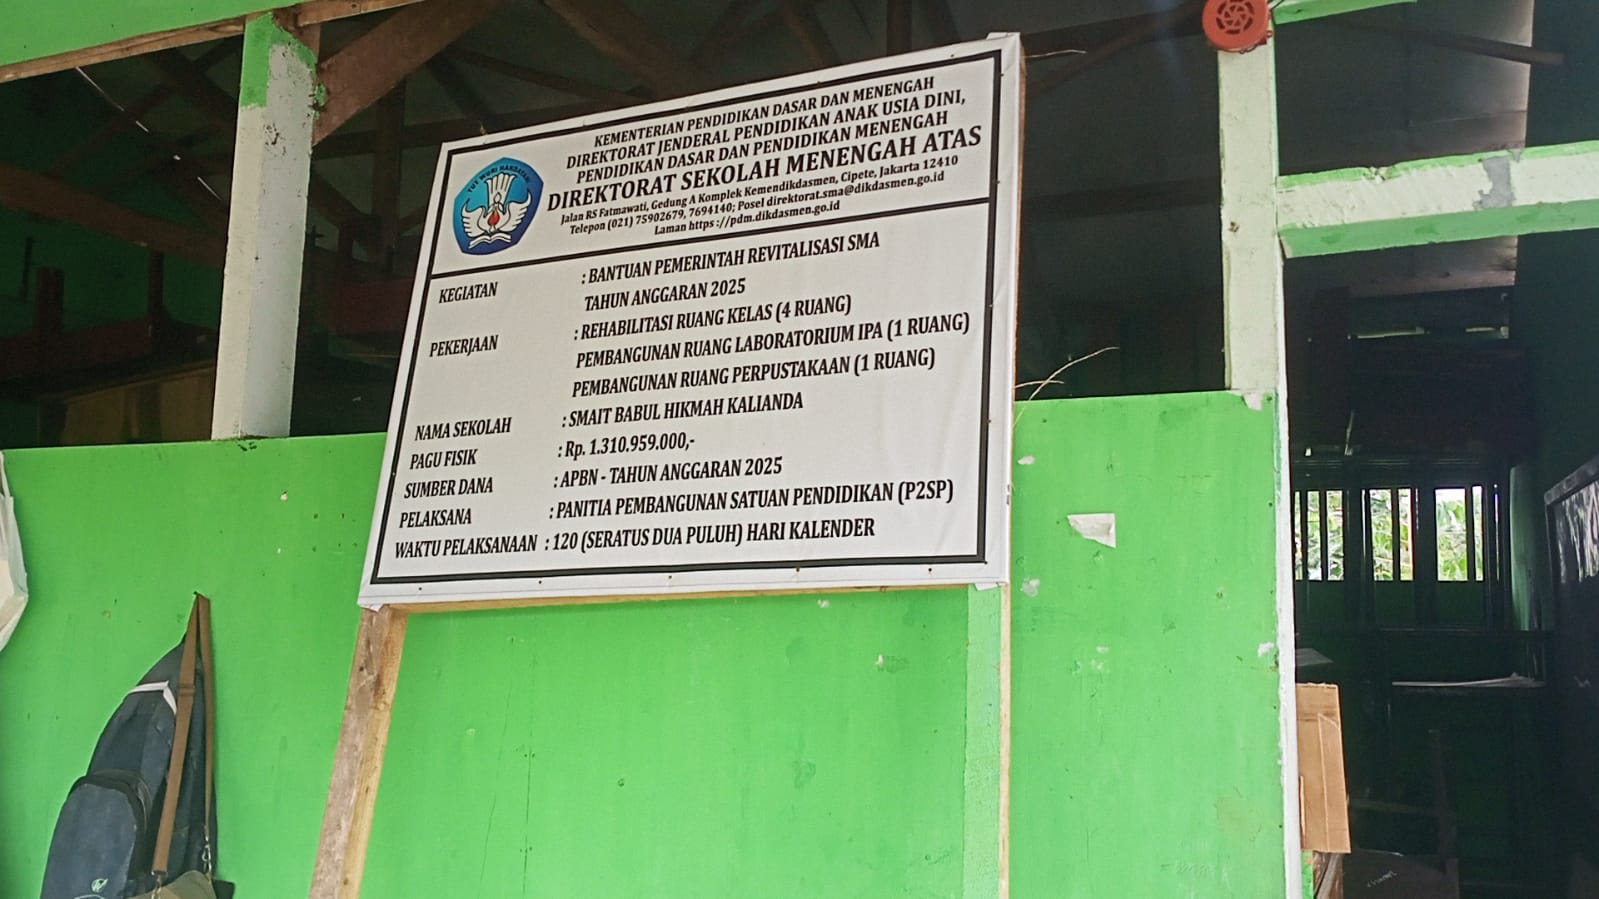 KEMENTERIAN PENDIDIKAN DASAR DAN MENENGAH
DIREKTORAT JENDERAL PENDIDIKAN ANAK USIA DINI,
PENDIDIKAN DASAR DAN PENDIDIKAN MENENGAH
DIREKTORAT SEKOLAH MENENGAH ATAS
Jalan RS Fatmawati, Gedung A Komplek Kemendikdasmen, Cipete, Jakarta 12410
Telepon (021) 75902679, 7694140; Posel direktorat.sma@dikdasmen.go.id
Laman https ://pdm.dikdasmen.go.id
TUT WURI HANDAYANI
KEGIATAN : BANTUAN PEMERINTAH REVITALISASI SMA
TAHUN ANGGARAN 2025
PEKERJAAN : REHABILITASI RUANG KELAS (4 RUANG)
PEMBANGUNAN RUANG LABORATORIUM IPA (1 RUANG)
PEMBANGUNAN RUANG PERPUSTAKAAN (1 RUANG)
NAMA SEKOLAH : SMAIT BABUL HIKMAH KALIANDA
PAGU FISIK : Rp. 1.310.959.000,-
SUMBER DANA : APBN - TAHUN ANGGARAN 2025
PELAKSANA : PANITIA PEMBANGUNAN SATUAN PENDIDIKAN (P2SP)
WAKTU PELAKSANAAN : 120 (SERATUS DUA PULUH) HARI KALENDER